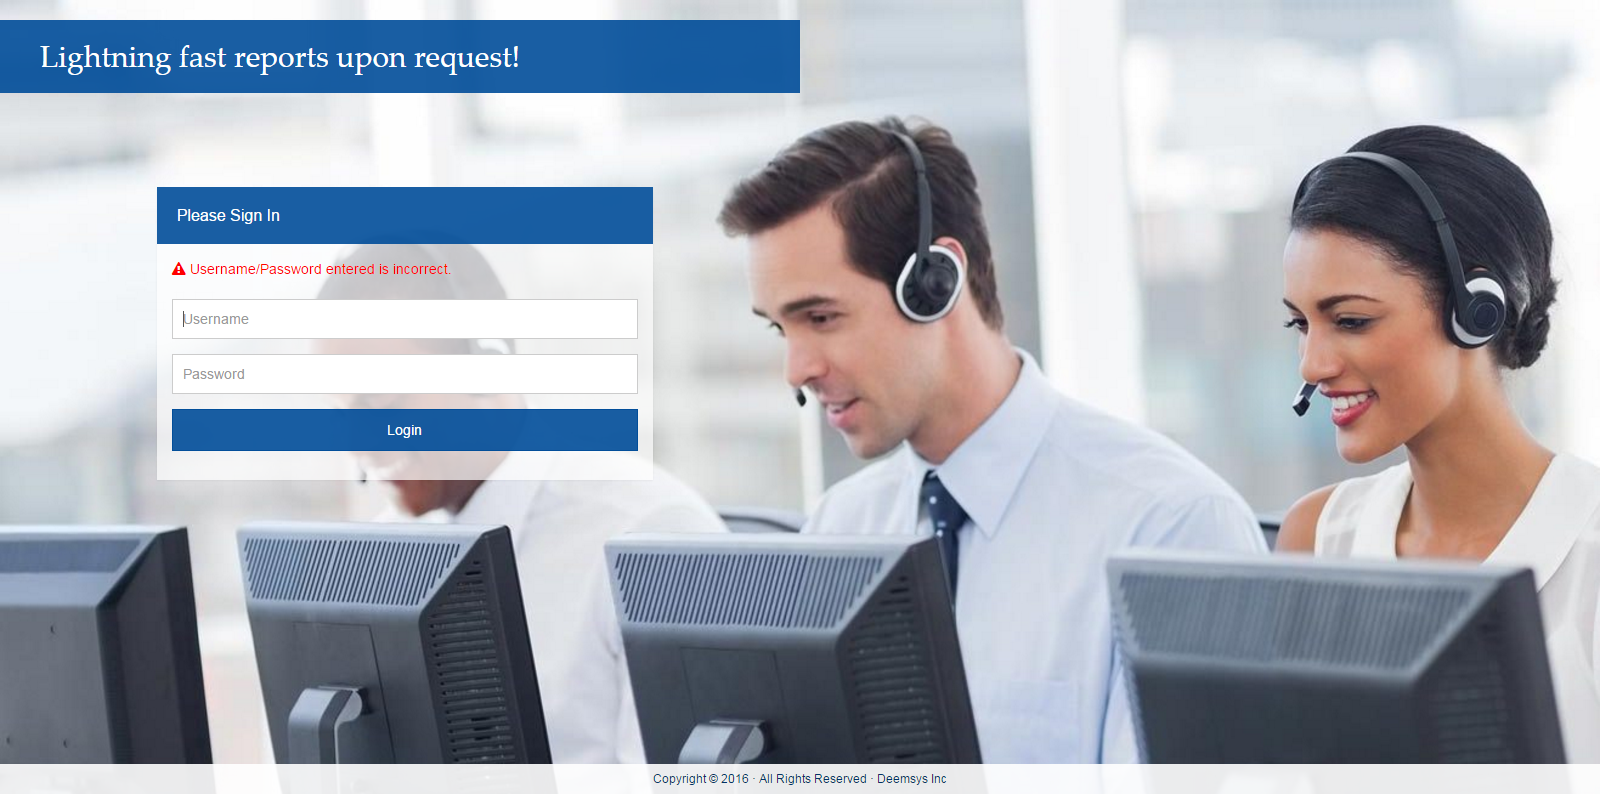 Lightning fast reports upon request!
Please Sign In
Username/Password entered is incorrect.
Username
Password
Login
Copyright © 2016 · All Rights Reserved · Deemsys Inc